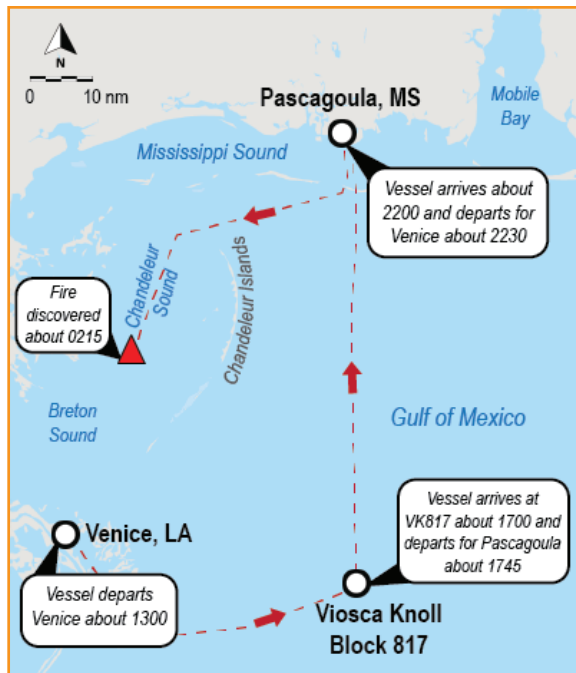 N
0 10 nm
Pascagoula, MS
Mobile
Bay
Mississippi Sound
Vessel arrives about
2200 and departs for
Venice about 2230
Chandeleur
Sound
Chandeleur Islands
Fire
discovered
about 0215
Breton
Sound
Gulf of Mexico
Vessel arrives at
VK817 about 1700 and
departs for Pascagoula
about 1745
Venice, LA
Vessel departs
Venice about 1300
Viosca Knoll
Block 817